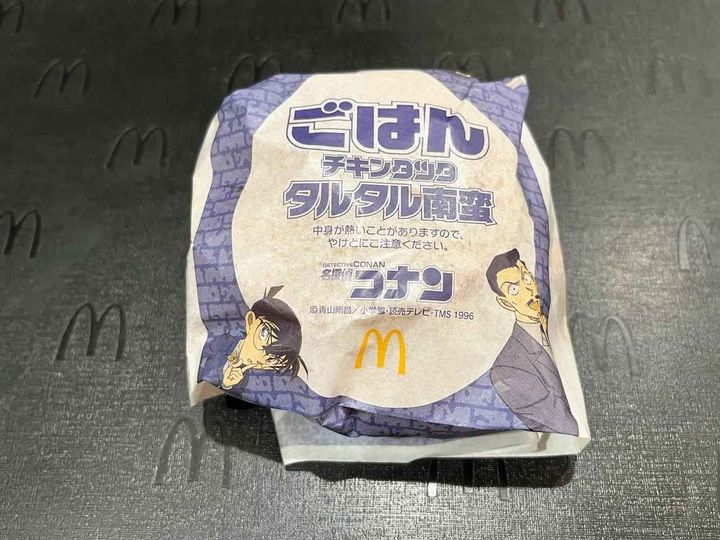 ごはん
チキンタツタ
タルタル南蛮
中身が熱いことがありますので、
やけどにご注意ください。
DETECTIVE CONAN
名探偵コナン
©青山剛昌／小学館・読売テレビ・TMS 1996